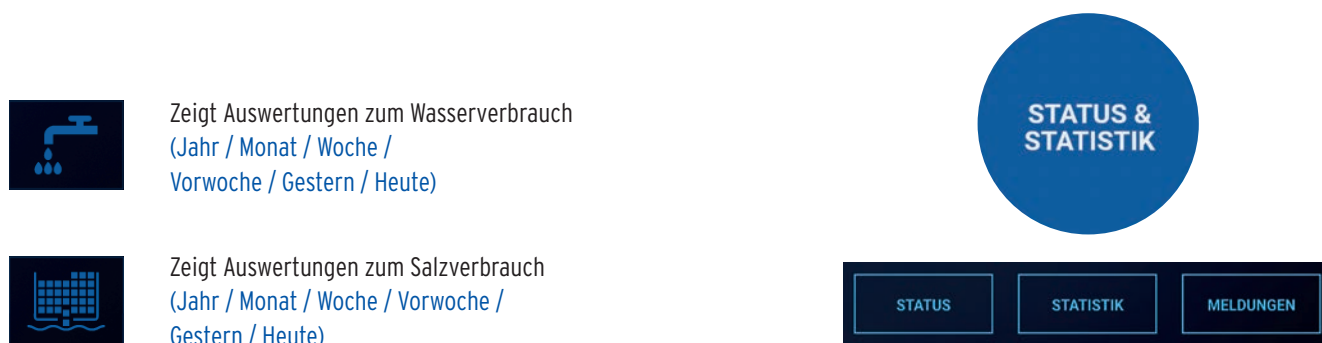 Zeigt Auswertungen zum Wasserverbrauch
(Jahr / Monat / Woche /
Vorwoche / Gestern / Heute)
Zeigt Auswertungen zum Salzverbrauch
(Jahr / Monat / Woche / Vorwoche /
Gestern / Heute)
STATUS &
STATISTIK
STATUS
STATISTIK
MELDUNGEN